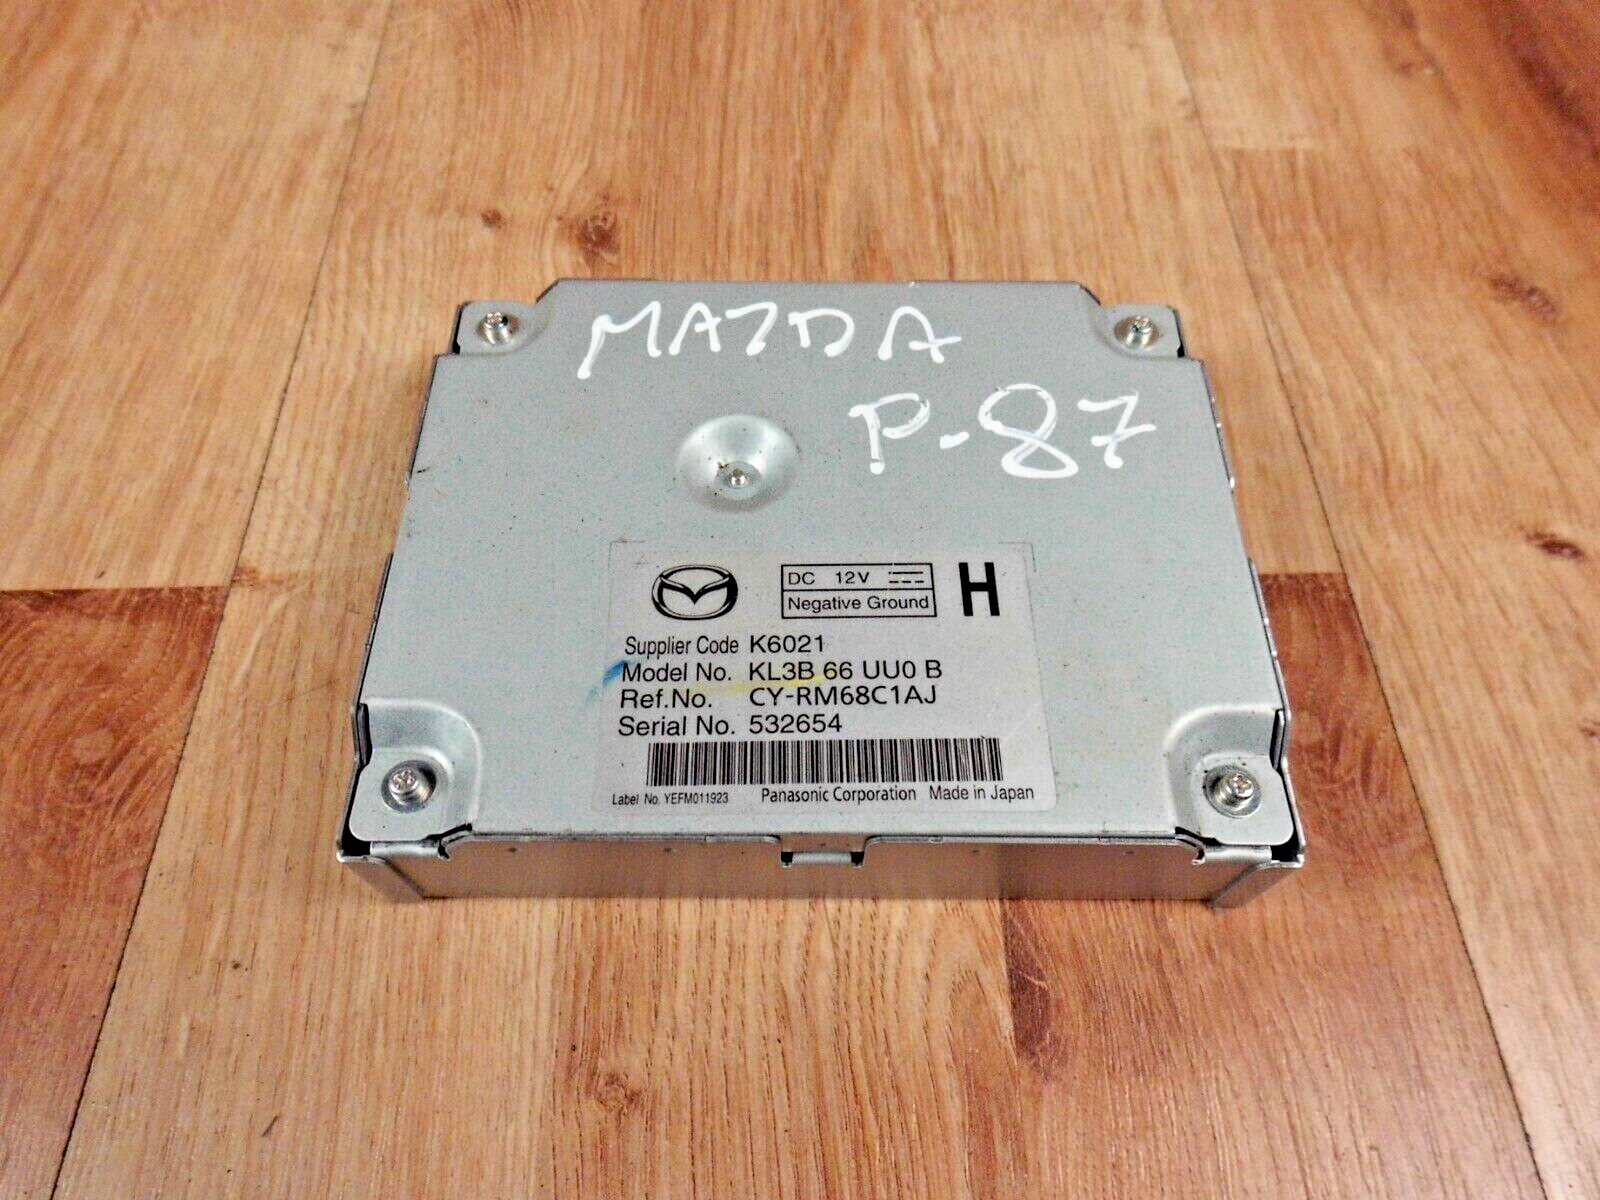 MAZDA
P-87
DC 12V
Negative Ground
H
Supplier Code K6021
Model No. KL3B 66 UU0 B
Ref.No. CY-RM68C1AJ
Serial No. 532654
Label No. YEFM011923 Panasonic Corporation Made in Japan